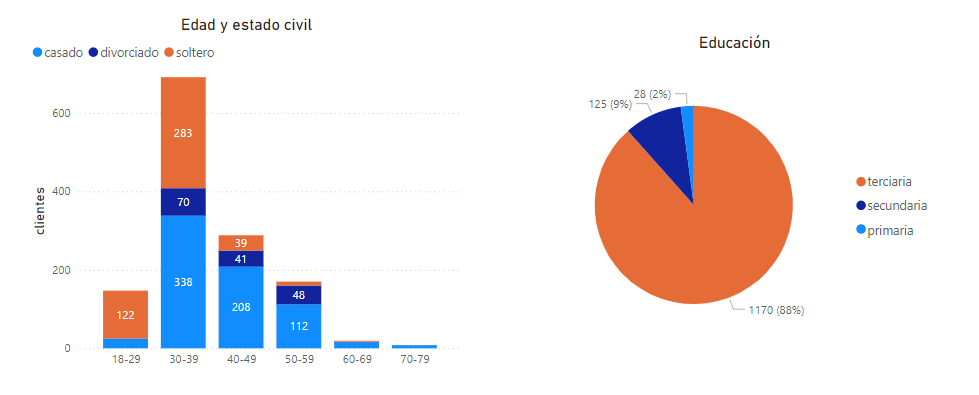 Edad y estado civil
casado divorciado soltero
clientes
600
400
200
0
122
283
70
338
39
41
208
48
112
18-29 30-39 40-49 50-59 60-69 70-79
Educación
28 (2%)
125 (9%)
1170 (88%)
terciaria
secundaria
primaria